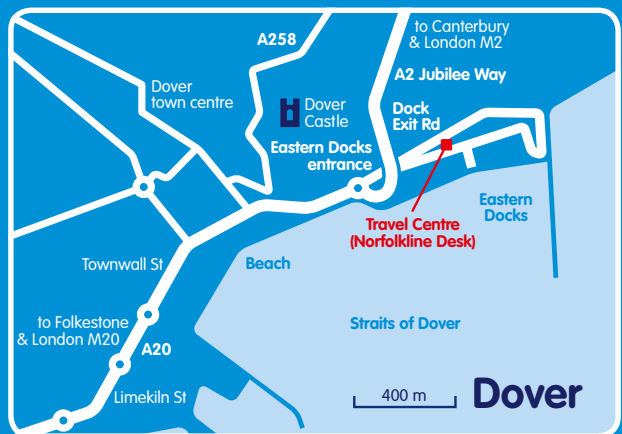 to Canterbury
& London M2
A258
A2 Jubilee Way
Dover
town centre
Dover
Castle
Dock
Exit Rd
Eastern Docks
entrance
Eastern
Docks
Travel Centre
(Norfolkline Desk)
Townwall St
Beach
to Folkestone
& London M20
A20
Straits of Dover
Limekiln St
400 m
Dover